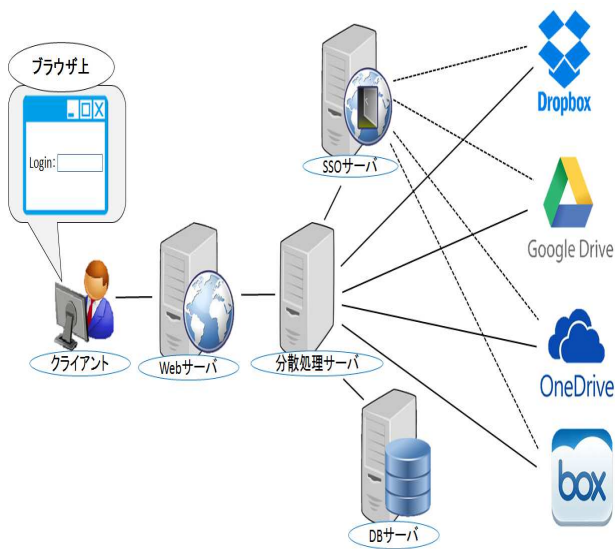 ブラウザ上
Login:
クライアント
Webサーバ
分散処理サーバ
SSOサーバ
DBサーバ
Dropbox
Google Drive
OneDrive
box